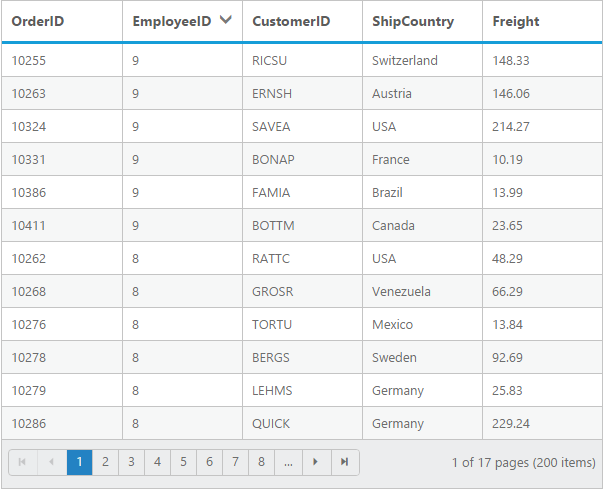 OrderID EmployeeID CustomerID ShipCountry Freight
10255 9 RICSU Switzerland 148.33
10263 9 ERNSH Austria 146.06
10324 9 SAVEA USA 214.27
10331 9 BONAP France 10.19
10386 9 FAMIA Brazil 13.99
10411 9 BOTTM Canada 23.65
10262 8 RATTC USA 48.29
10268 8 GROSR Venezuela 66.29
10276 8 TORTU Mexico 13.84
10278 8 BERGS Sweden 92.69
10279 8 LEHMS Germany 25.83
10286 8 QUICK Germany 229.24
1 2 3 4 5 6 7 8 ... 1 of 17 pages (200 items)